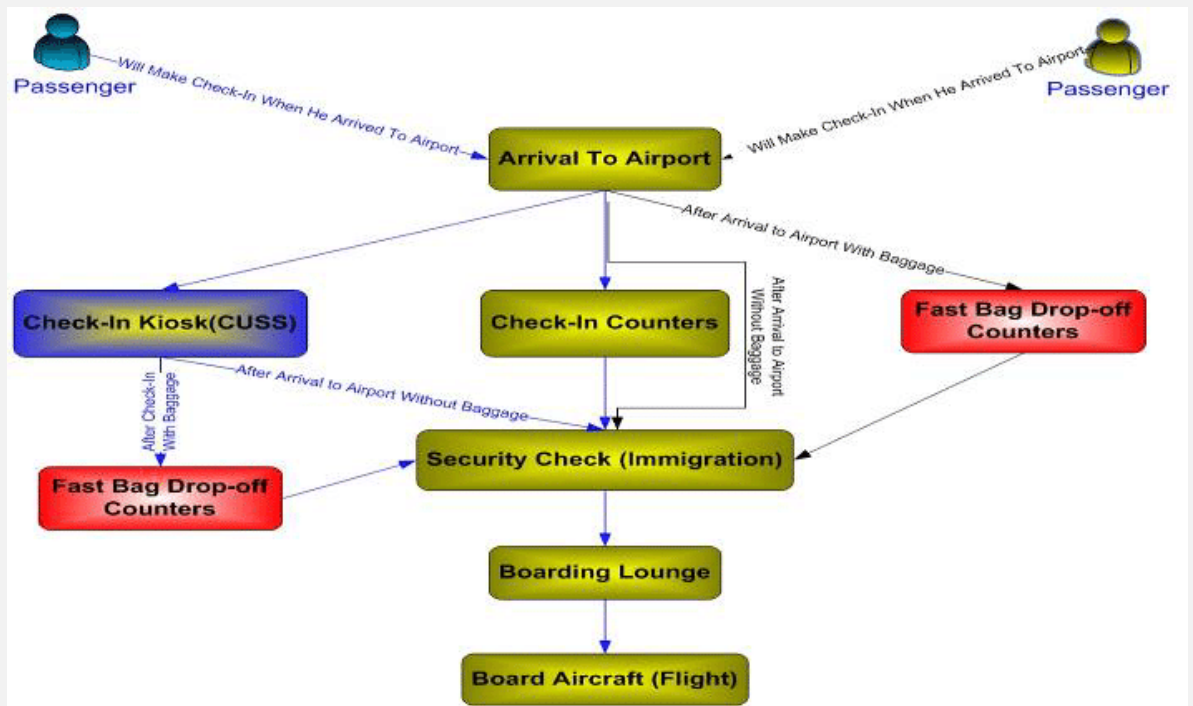 Passenger
Will Make Check-In When He Arrived To Airport
Passenger
Will Make Check-In When He Arrived To Airport
Arrival To Airport
After Arrival to Airport With Baggage
Check-In Kiosk(CUSS)
Check-In Counters
After Arrival to Airport
Without Baggage
Fast Bag Drop-off
Counters
After Check-In
With Baggage
After Arrival to Airport Without Baggage
Security Check (Immigration)
Fast Bag Drop-off
Counters
Boarding Lounge
Board Aircraft (Flight)